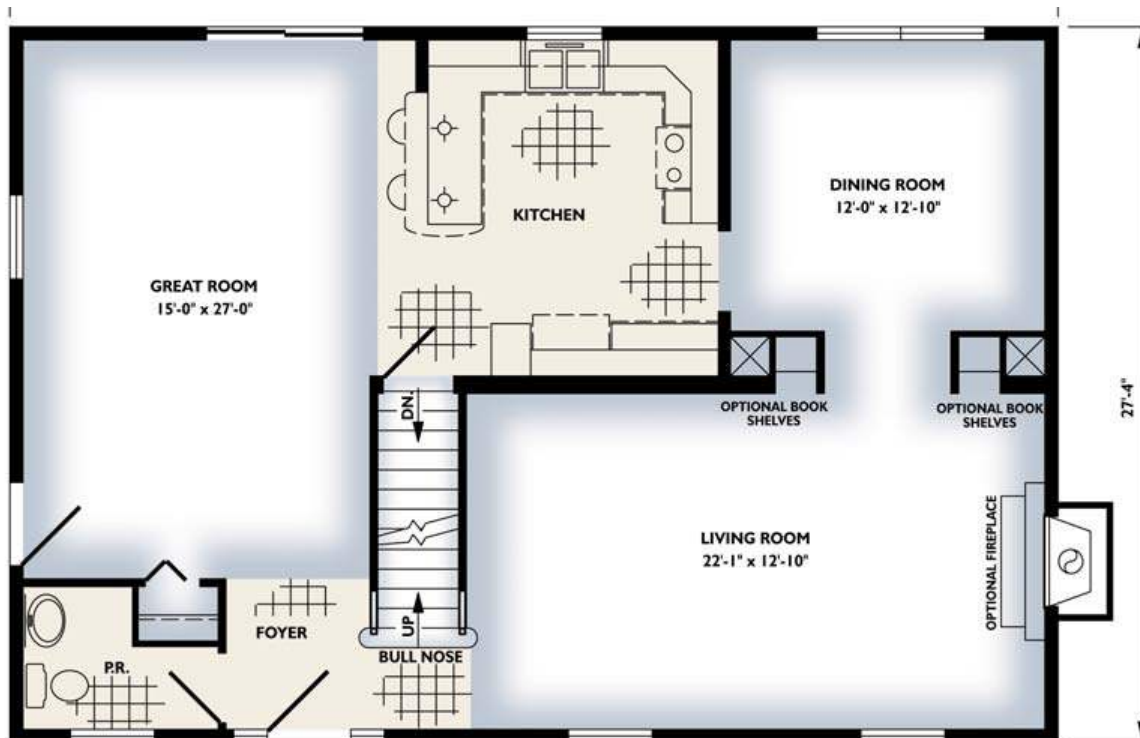 KITCHEN
DINING ROOM
12'-0" x 12'-10"
GREAT ROOM
15'-0" x 27'-0"
DN.
OPTIONAL BOOK
SHELVES
OPTIONAL BOOK
SHELVES
27'-4"
LIVING ROOM
22'-1" x 12'-10"
OPTIONAL FIREPLACE
UP
FOYER
BULL NOSE
P.R.